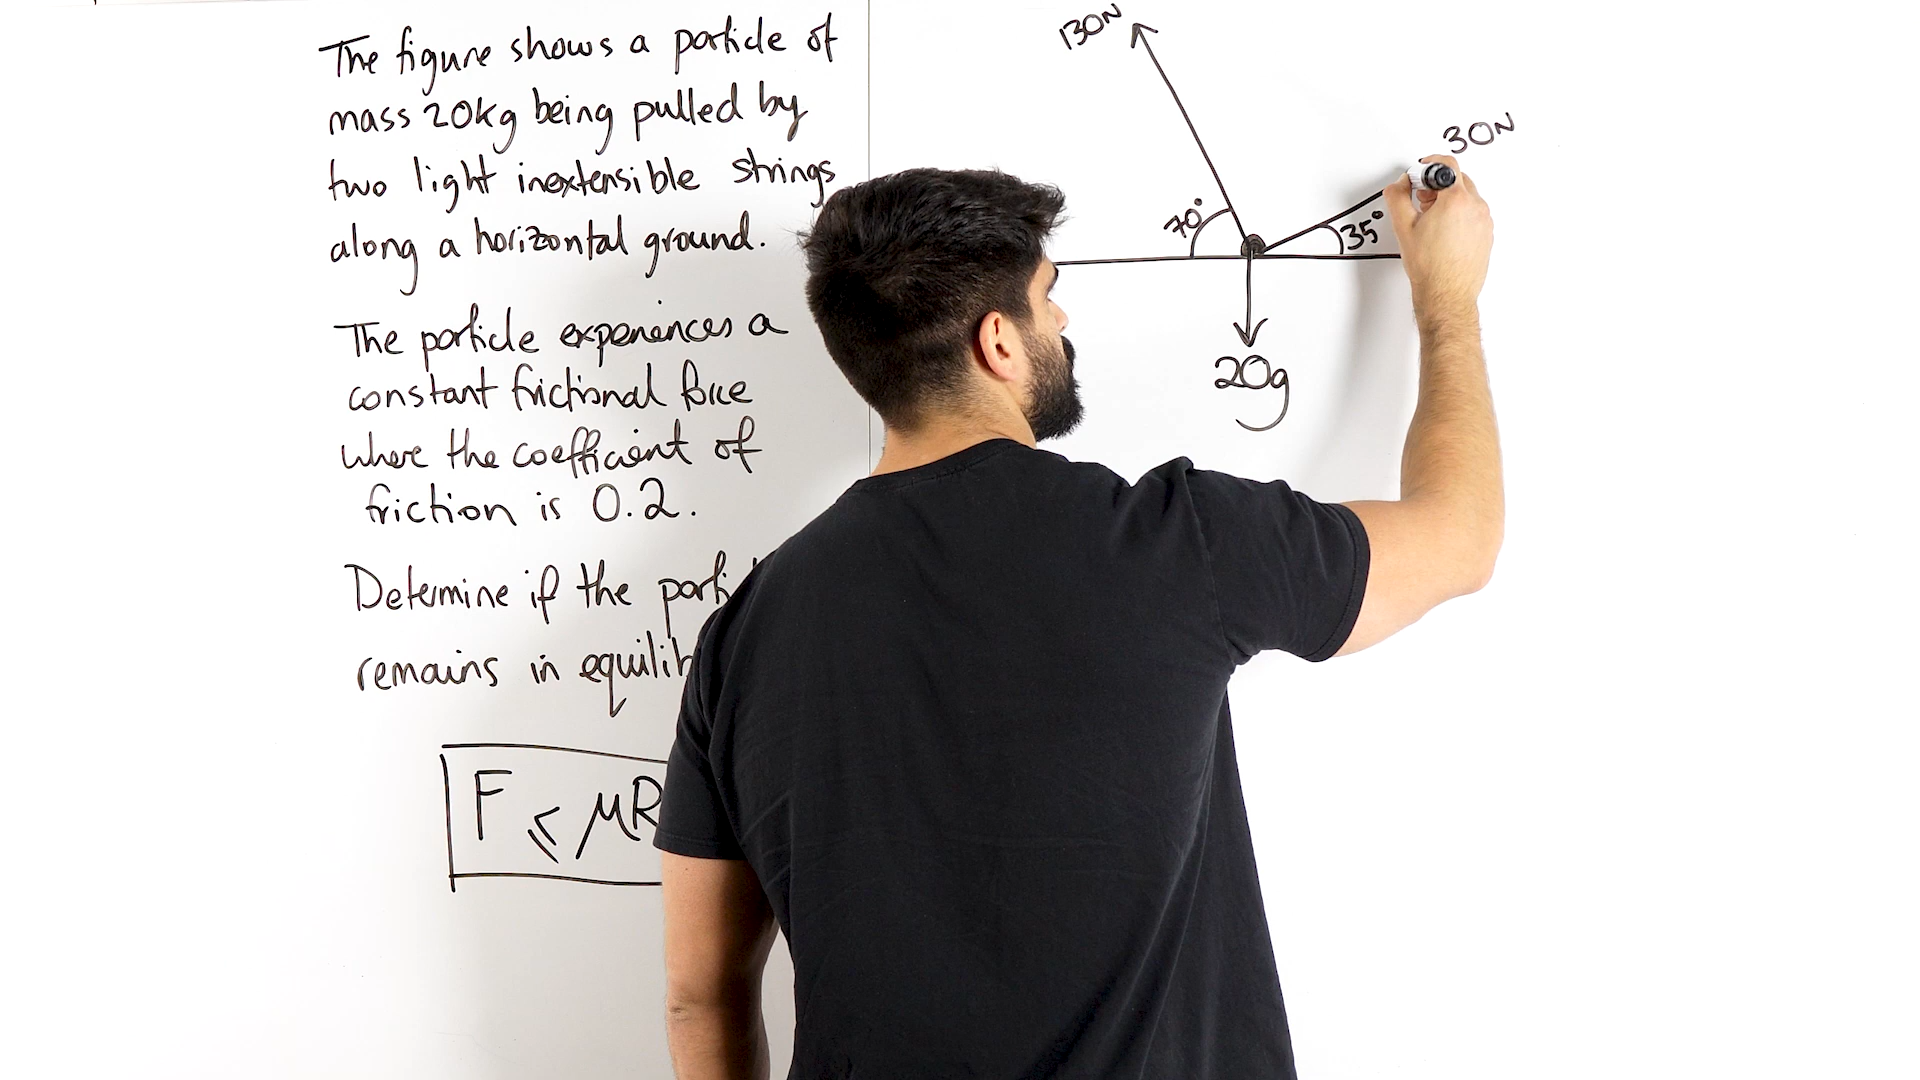 The figure shows a particle of
mass 20kg being pulled by
two light inextensible strings
along a horizontal ground.
The particle experiences a
constant frictional force
where the coefficient of
friction is 0.2.
Determine if the
remains in
F ⩽ μR
130N
30N
70°
35°
20g